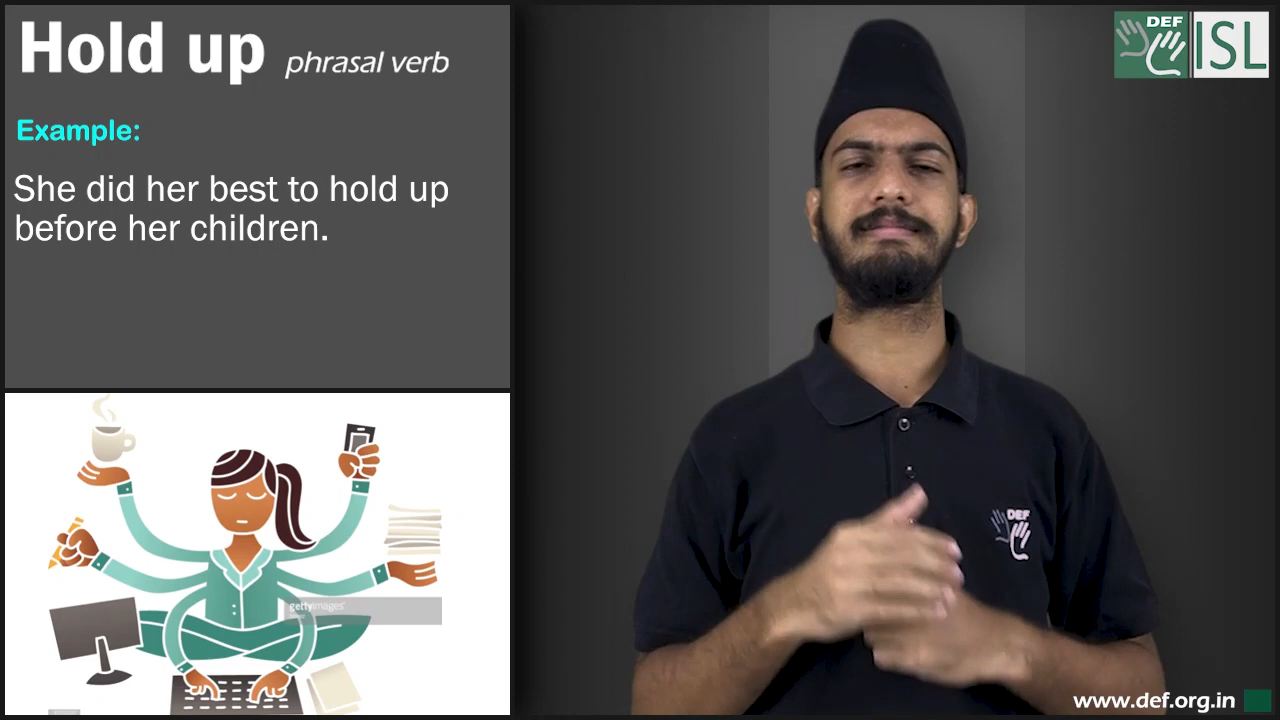 Hold up phrasal verb
Example:
She did her best to hold up
before her children.
gettyimages
DEF ISL
DEF
www.def.org.in